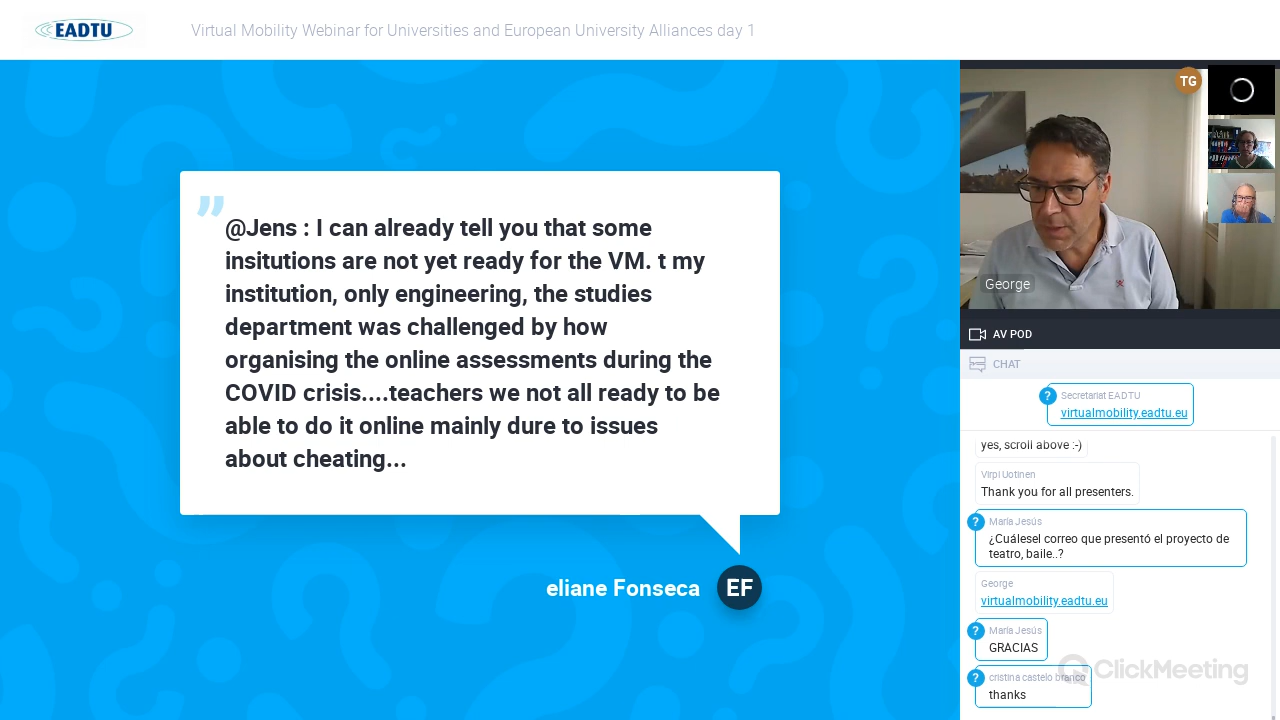 EADTU
Virtual Mobility Webinar for Universities and European University Alliances day 1
@Jens : I can already tell you that some
insitutions are not yet ready for the VM. t my
institution, only engineering, the studies
department was challenged by how
organising the online assessments during the
COVID crisis....teachers we not all ready to be
able to do it online mainly dure to issues
about cheating...
eliane Fonseca
EF
TG
George
AV POD
CHAT
?
Secretariat EADTU
virtualmobility.eadtu.eu
yes, scroll above :-)
Virpi Uotinen
Thank you for all presenters.
?
María Jesús
¿Cuálesel correo que presentó el proyecto de
teatro, baile..?
George
virtualmobility.eadtu.eu
?
María Jesús
GRACIAS
?
cristina castelo branco
thanks
ClickMeeting